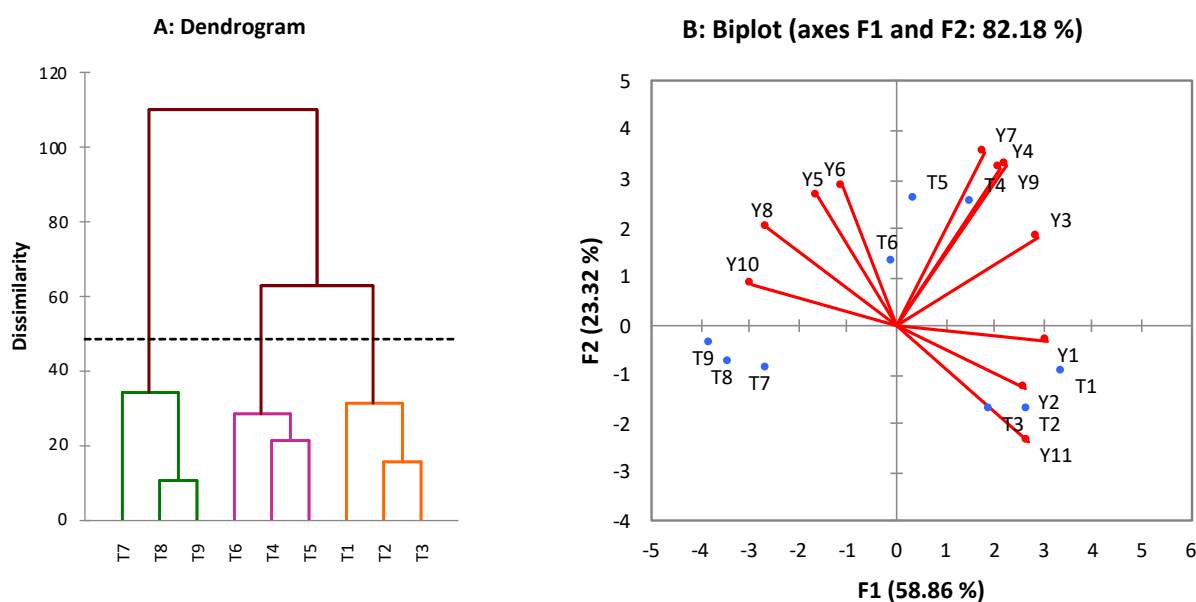 A: Dendrogram
120
100
80
60
40
20
0
Dissimilarity
T7
T8
T9
T6
T4
T5
T1
T2
T3
B: Biplot (axes F1 and F2: 82.18 %)
5
4
3
2
1
0
-1
-2
-3
-4
F2 (23.32 %)
Y7
Y4
Y9
Y6
Y5
T5
T4
Y8
Y3
T6
Y10
Y1
T9
T8
T7
T1
Y2
T3
T2
Y11
-5 -4 -3 -2 -1 0 1 2 3 4 5 6
F1 (58.86 %)